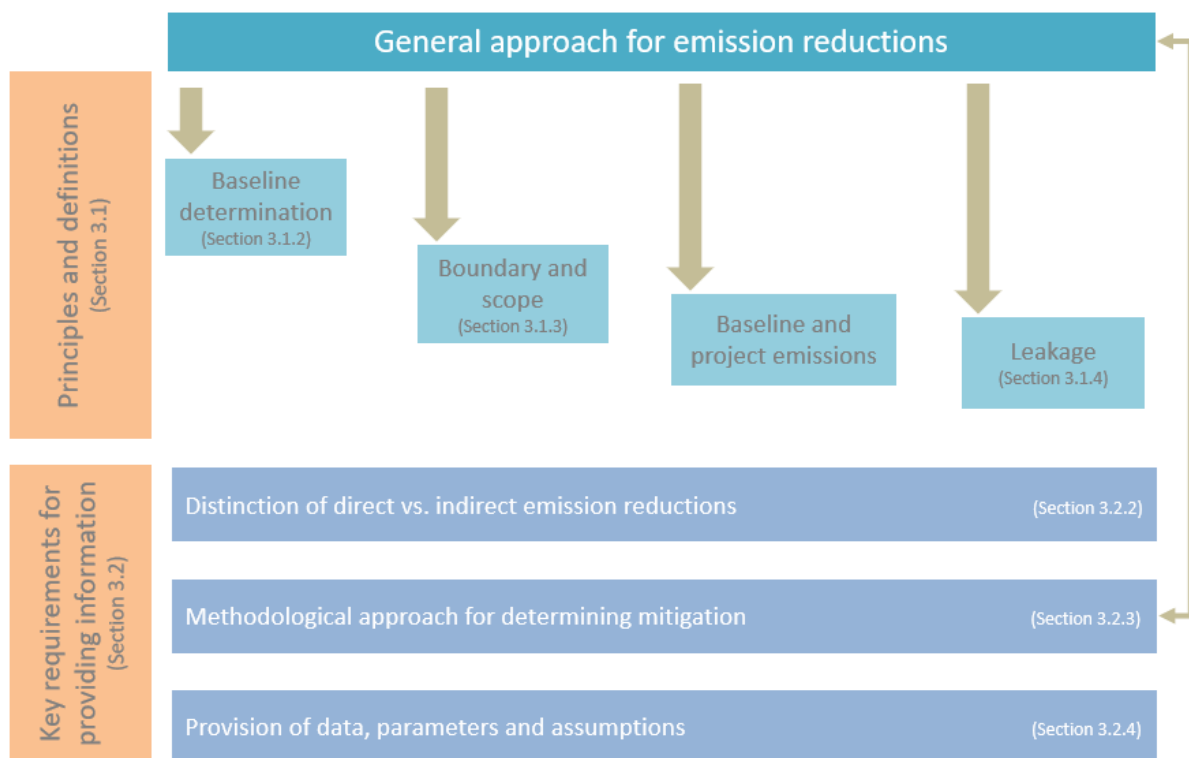 General approach for emission reductions
Principles and definitions
(Section 3.1)
Baseline
determination
(Section 3.1.2)
Boundary and
scope
(Section 3.1.3)
Baseline and
project emissions
Leakage
(Section 3.1.4)
Key requirements for
providing information
(Section 3.2)
Distinction of direct vs. indirect emission reductions (Section 3.2.2)
Methodological approach for determining mitigation (Section 3.2.3)
Provision of data, parameters and assumptions (Section 3.2.4)